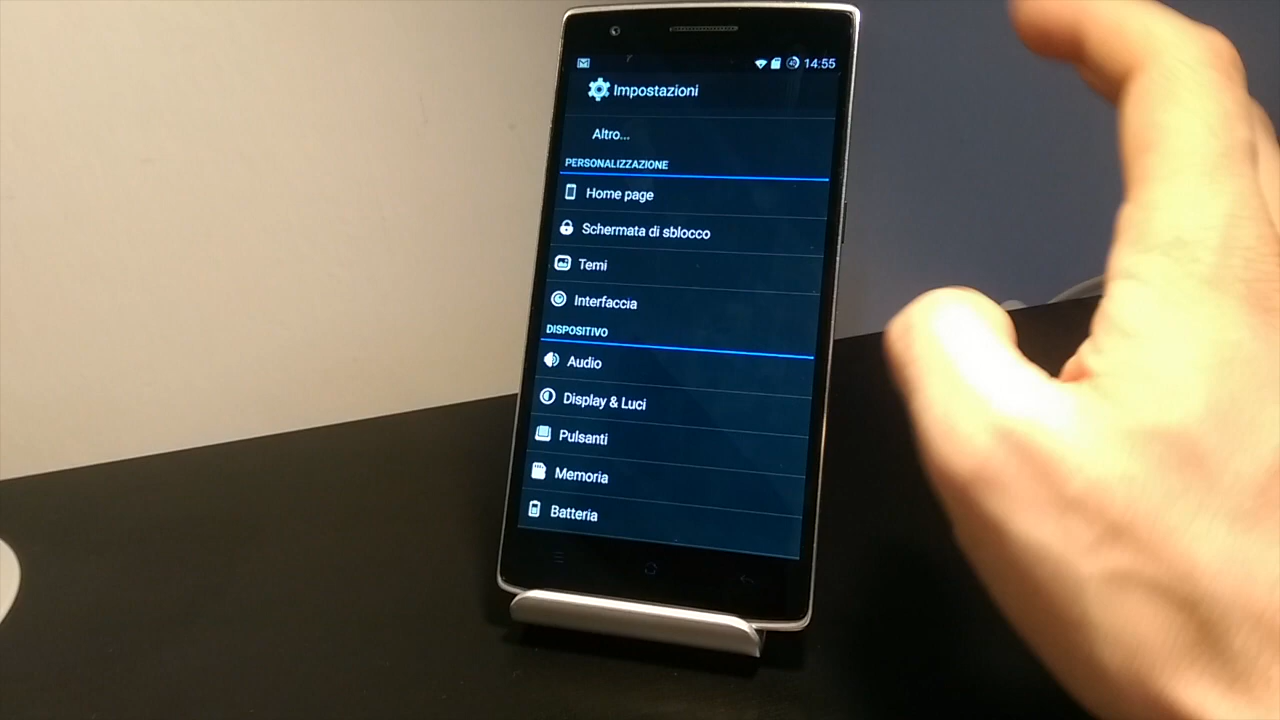 14:55
Impostazioni
Altro...
PERSONALIZZAZIONE
Home page
Schermata di sblocco
Temi
Interfaccia
DISPOSITIVO
Audio
Display & Luci
Pulsanti
Memoria
Batteria